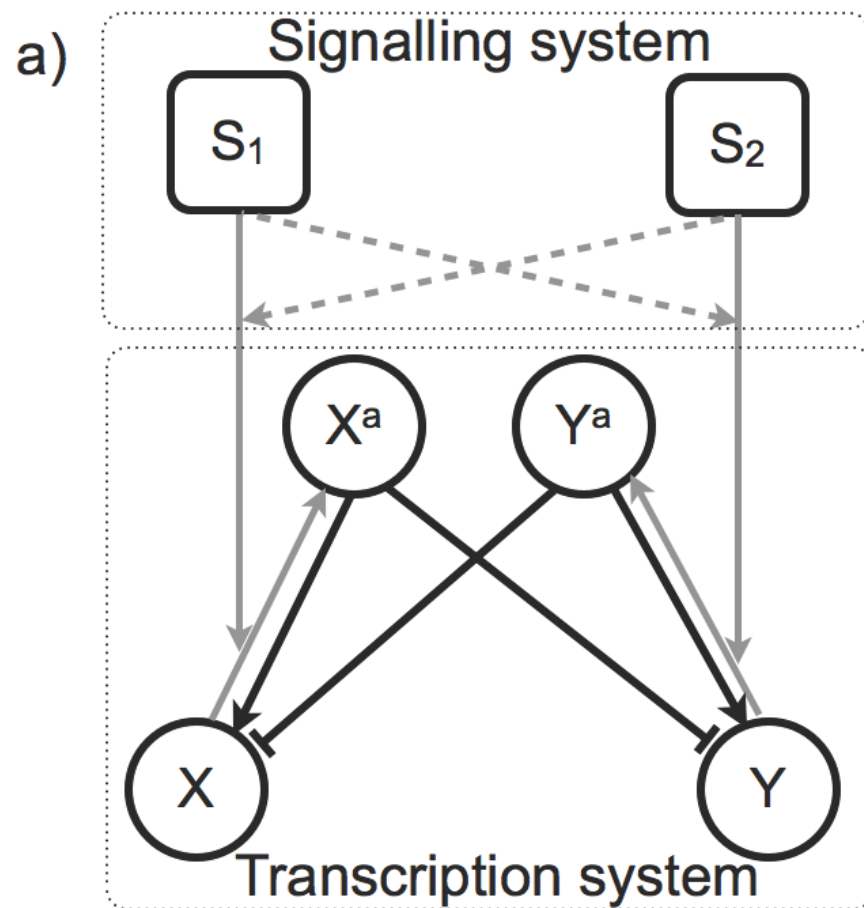 a)
Signalling system
S₁
S₂
Xᵃ
Yᵃ
X
Y
Transcription system